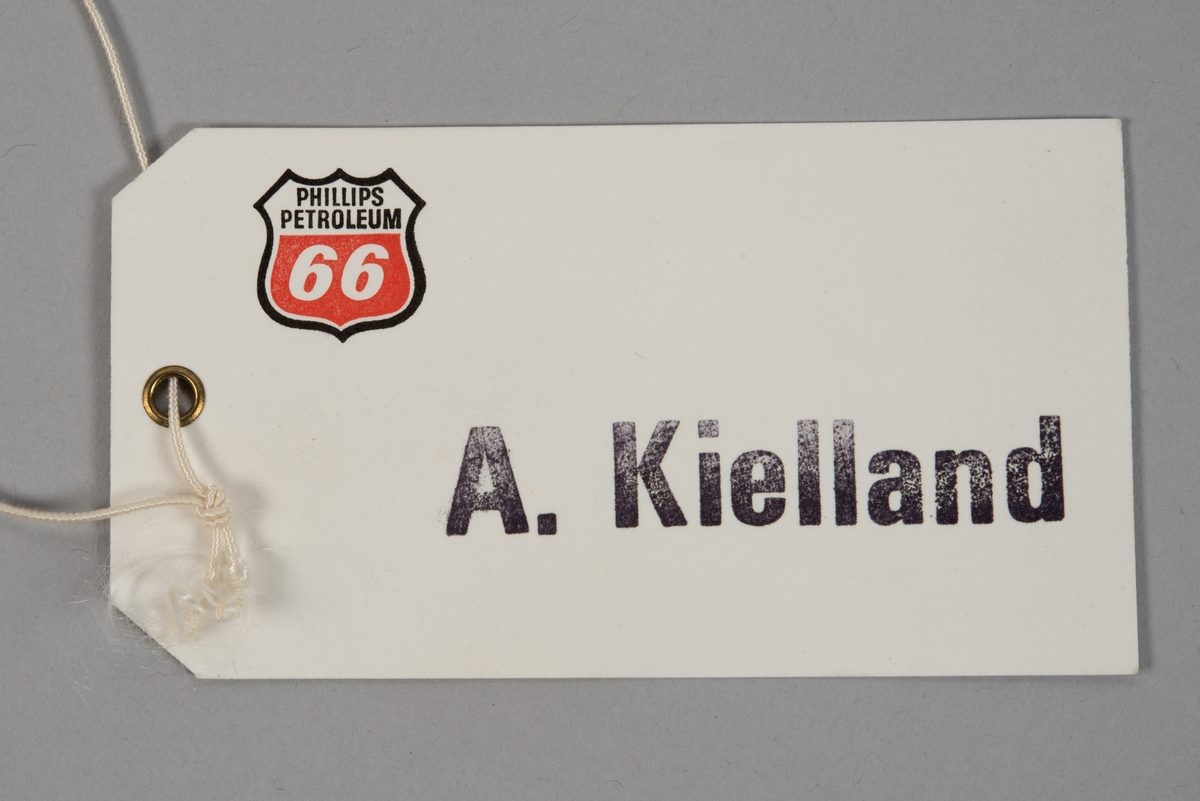 PHILLIPS
PETROLEUM
66
A. Kielland